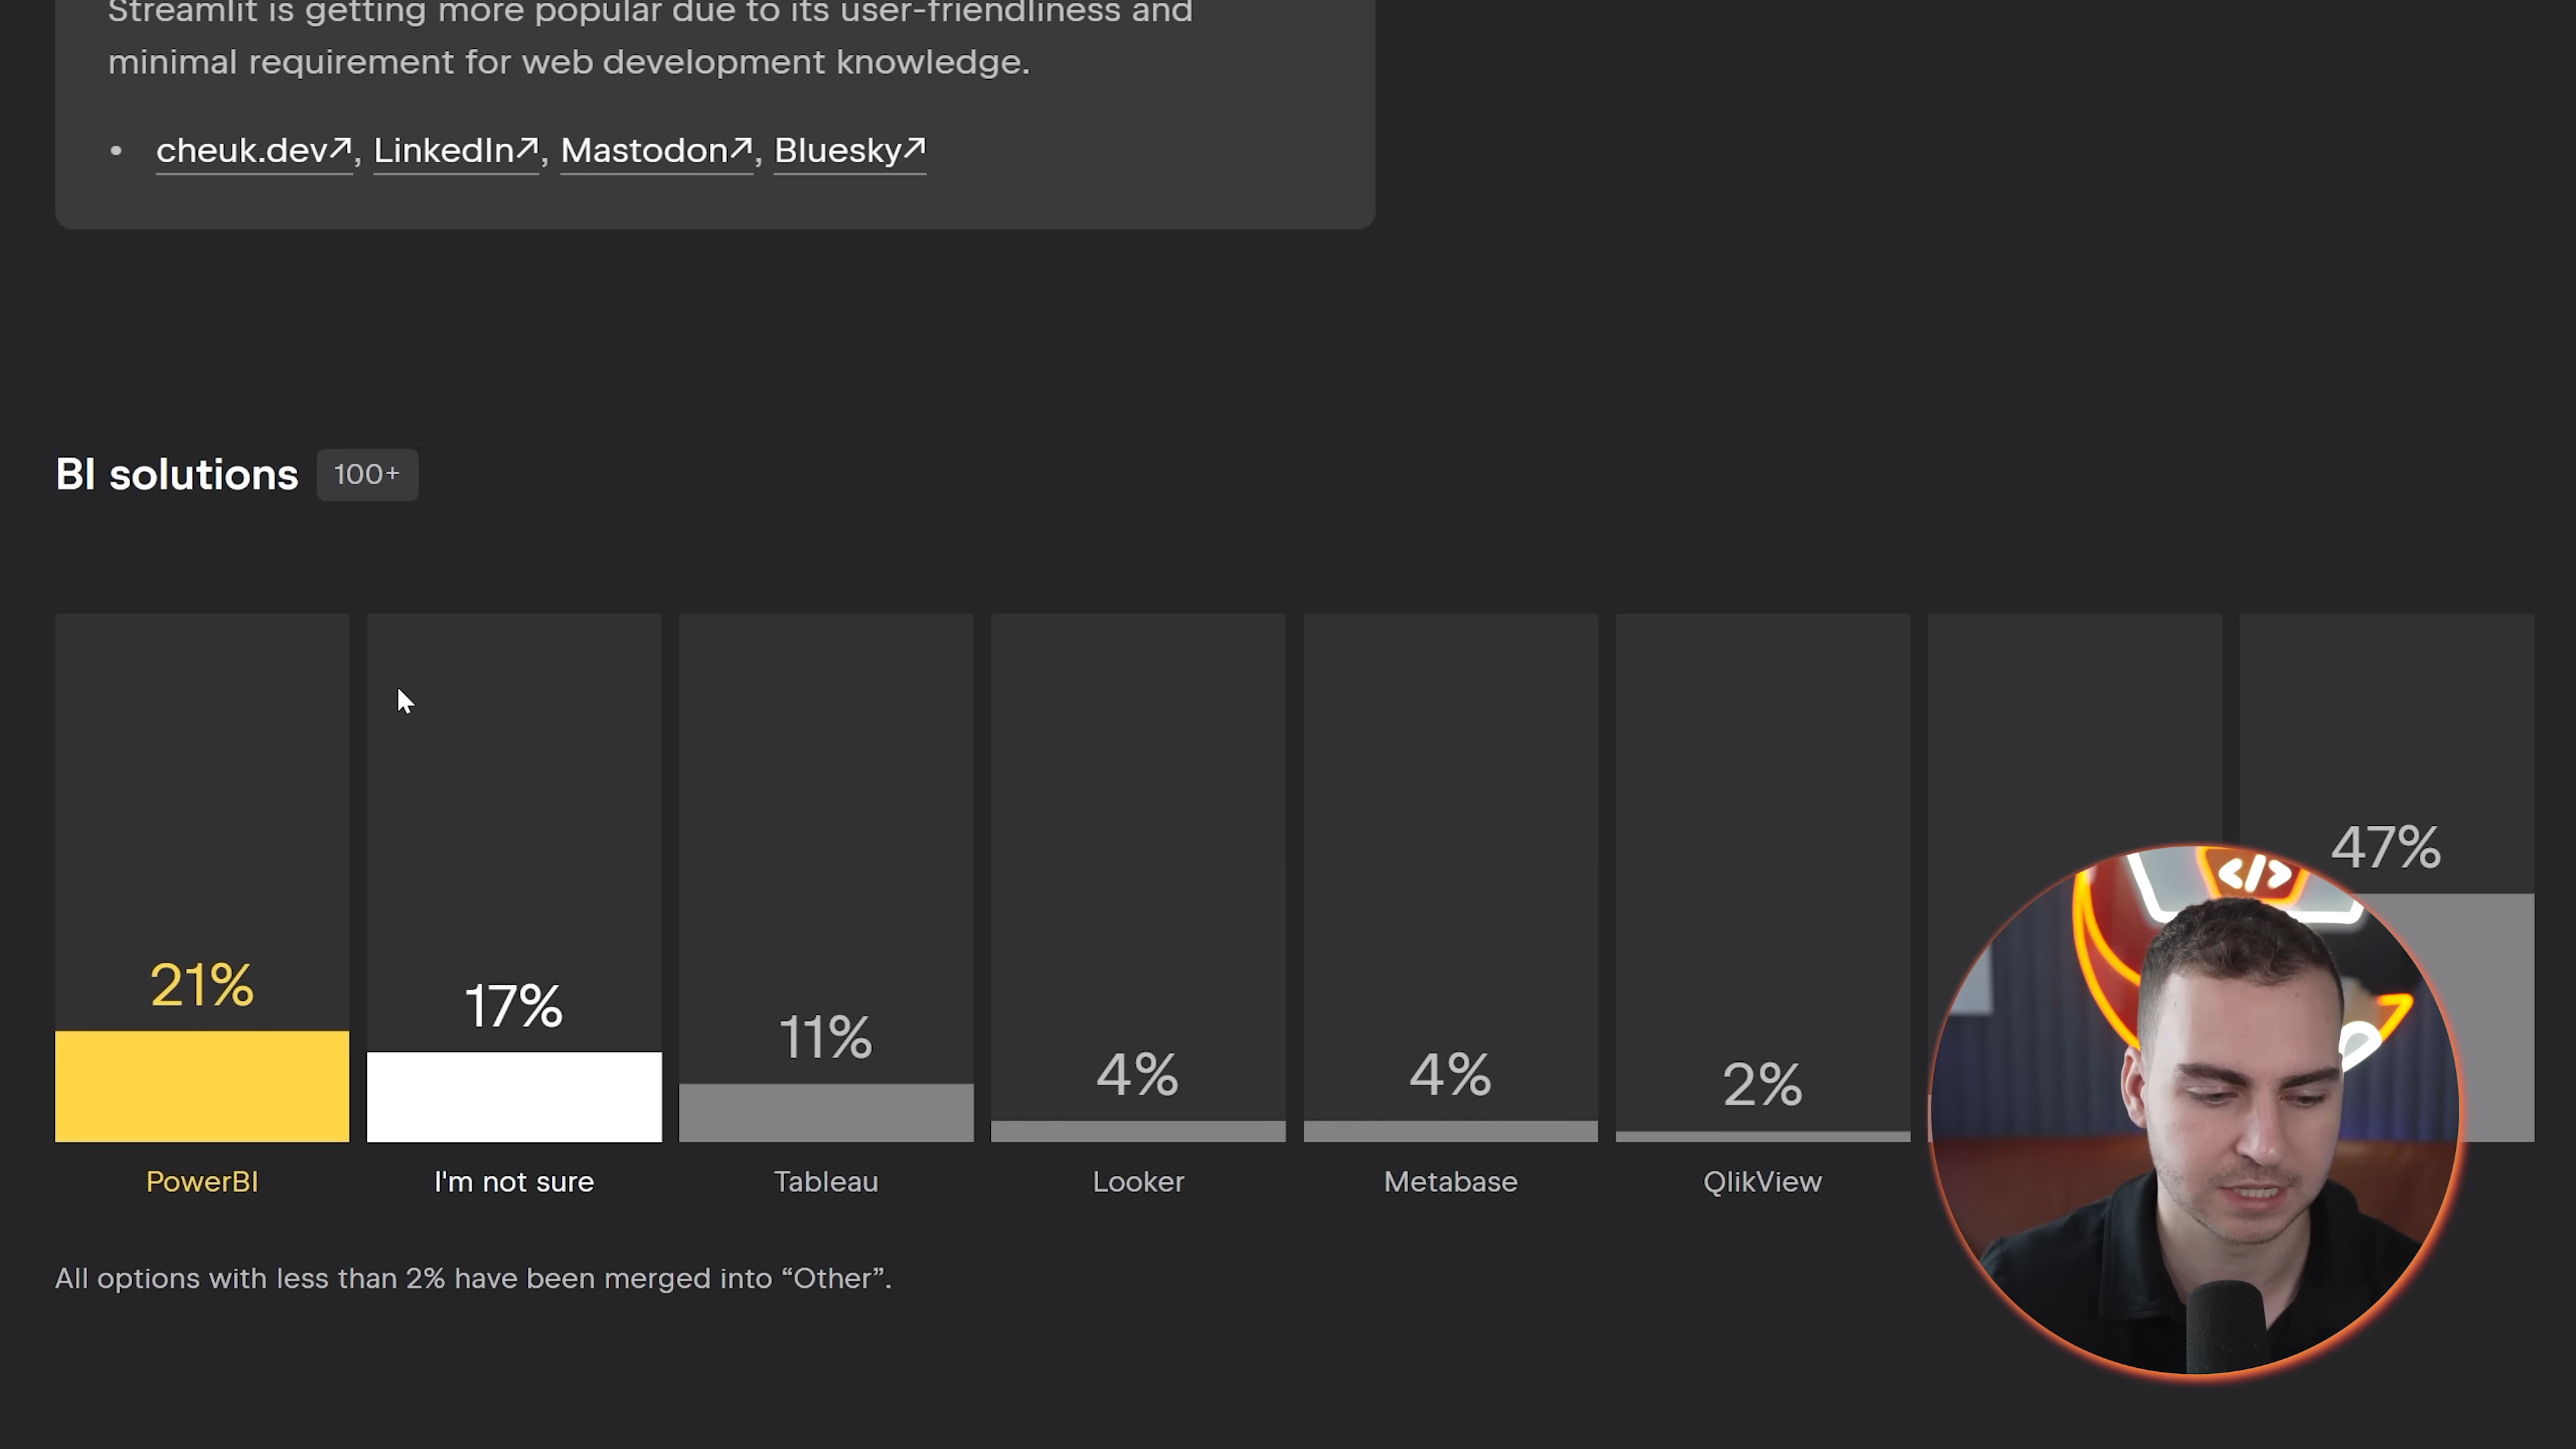 Streamlit is getting more popular due to its user-friendliness and
minimal requirement for web development knowledge.
• cheuk.dev↗, LinkedIn↗, Mastodon↗, Bluesky↗
BI solutions 100+
21%
17%
11%
4%
4%
2%
47%
PowerBI
I'm not sure
Tableau
Looker
Metabase
QlikView
All options with less than 2% have been merged into “Other”.
</>